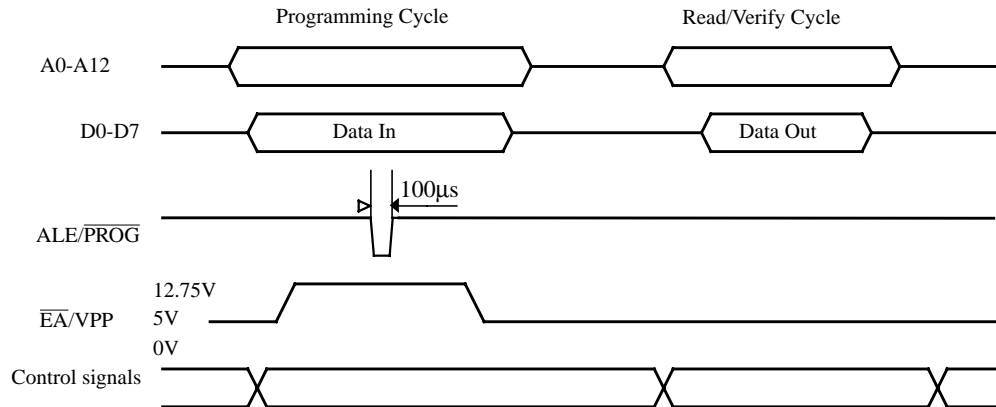 Programming Cycle Read/Verify Cycle
A0-A12
D0-D7 Data In Data Out
100μs
ALE/PROG
12.75V
EA/VPP 5V
0V
Control signals